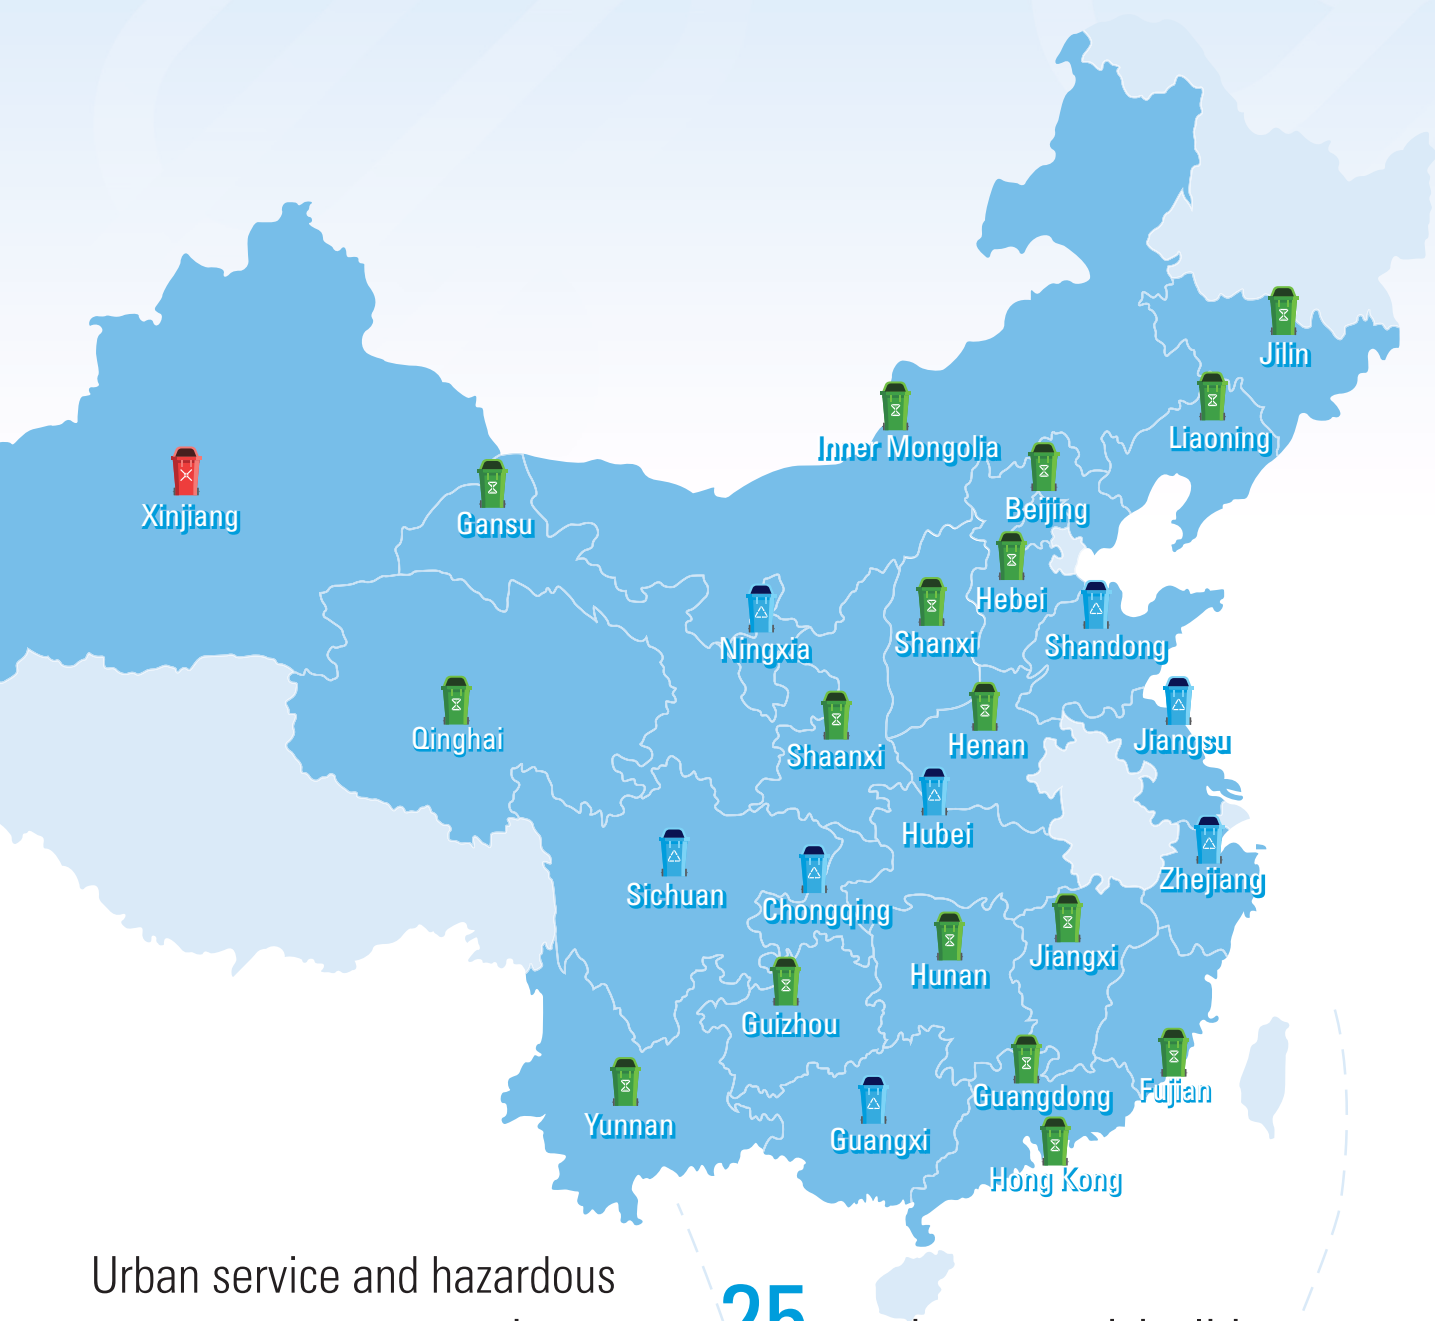 Jilin
Liaoning
Inner Mongolia
Beijing
Xinjiang
Gansu
Hebei
Shanxi
Shandong
Ningxia
Qinghai
Shaanxi
Henan
Jiangsu
Hubei
Sichuan
Chongqing
Zhejiang
Hunan
Jiangxi
Guizhou
Yunnan
Guangxi
Guangdong
Fujian
Hong Kong
Urban service and hazardous
25